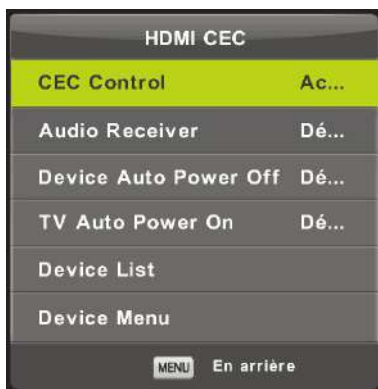 HDMI CEC
CEC Control Ac...
Audio Receiver Dé...
Device Auto Power Off Dé...
TV Auto Power On Dé...
Device List
Device Menu
MENU En arrière